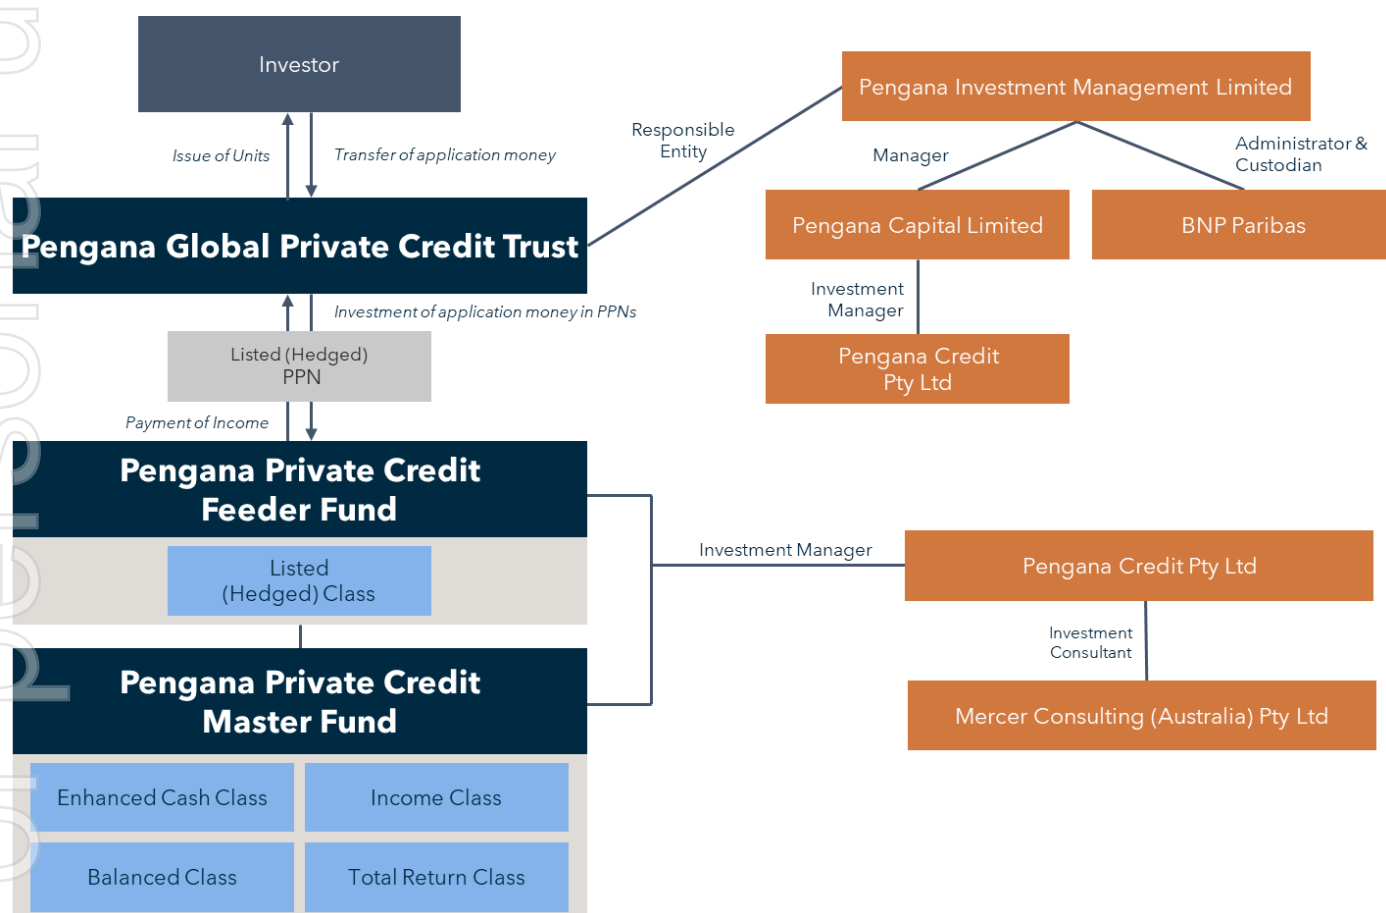 Investor
Pengana Investment Management Limited
Responsible
Entity
Issue of Units
Transfer of application money
Manager
Administrator &
Custodian
Pengana Global Private Credit Trust
Pengana Capital Limited
BNP Paribas
Investment
Manager
Investment of application money in PPNs
Listed (Hedged)
PPN
Pengana Credit
Pty Ltd
Payment of Income
Pengana Private Credit
Feeder Fund
Listed
(Hedged) Class
Investment Manager
Pengana Credit Pty Ltd
Investment
Consultant
Pengana Private Credit
Master Fund
Mercer Consulting (Australia) Pty Ltd
Enhanced Cash Class
Income Class
Balanced Class
Total Return Class
personal